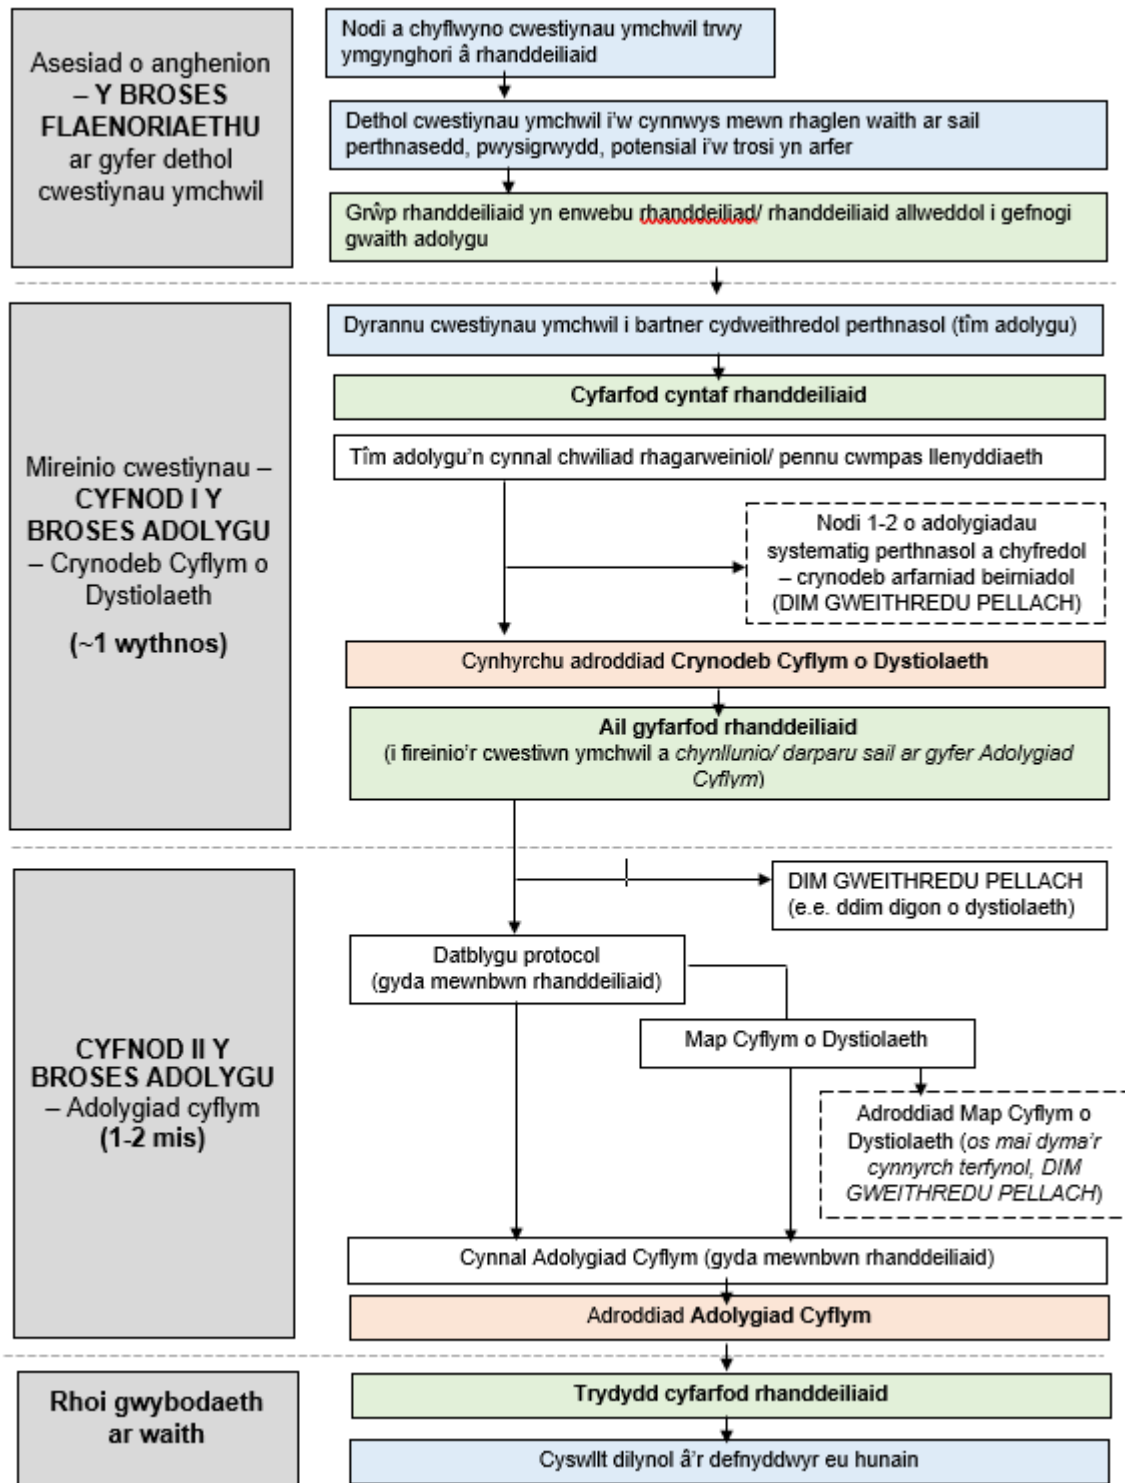 Asesiad o anghenion
– Y BROSES
FLAENORIAETHU
ar gyfer dethol
cwestiynau ymchwil
Nodi a chyflwyno cwestiynau ymchwil trwy
ymgynghori â rhanddeiliaid
Dethol cwestiynau ymchwil i'w cynnwys mewn rhaglen waith ar sail
perthnasedd, pwysigrwydd, potensial i'w trosi yn arfer
Grŵp rhanddeiliaid yn enwebu rhanddeiliad/ rhanddeiliaid allweddol i gefnogi
gwaith adolygu
Mireinio cwestiynau –
CYFNOD I Y
BROSES ADOLYGU
– Crynodeb Cyflym o
Dystiolaeth
(~1 wythnos)
Dyrannu cwestiynau ymchwil i bartner cydweithredol perthnasol (tîm adolygu)
Cyfarfod cyntaf rhanddeiliaid
Tîm adolygu'n cynnal chwiliad rhagarweiniol/ pennu cwmpas llenyddiaeth
Nodi 1-2 o adolygiadau
systematig perthnasol a chyfredol
– crynodeb arfarniad beirniadol
(DIM GWEITHREDU PELLACH)
Cynhyrchu adroddiad Crynodeb Cyflym o Dystiolaeth
Ail gyfarfod rhanddeiliaid
(i fireinio'r cwestiwn ymchwil a chynllunio/ darparu sail ar gyfer Adolygiad
Cyflym)
CYFNOD II Y
BROSES ADOLYGU
– Adolygiad cyflym
(1-2 mis)
DIM GWEITHREDU PELLACH
(e.e. ddim digon o dystiolaeth)
Datblygu protocol
(gyda mewnbwn rhanddeiliaid)
Map Cyflym o Dystiolaeth
Adroddiad Map Cyflym o
Dystiolaeth (os mai dyma'r
cynnyrch terfynol, DIM
GWEITHREDU PELLACH)
Cynnal Adolygiad Cyflym (gyda mewnbwn rhanddeiliaid)
Adroddiad Adolygiad Cyflym
Rhoi gwybodaeth
ar waith
Trydydd cyfarfod rhanddeiliaid
Cyswllt dilynol â'r defnyddwyr eu hunain